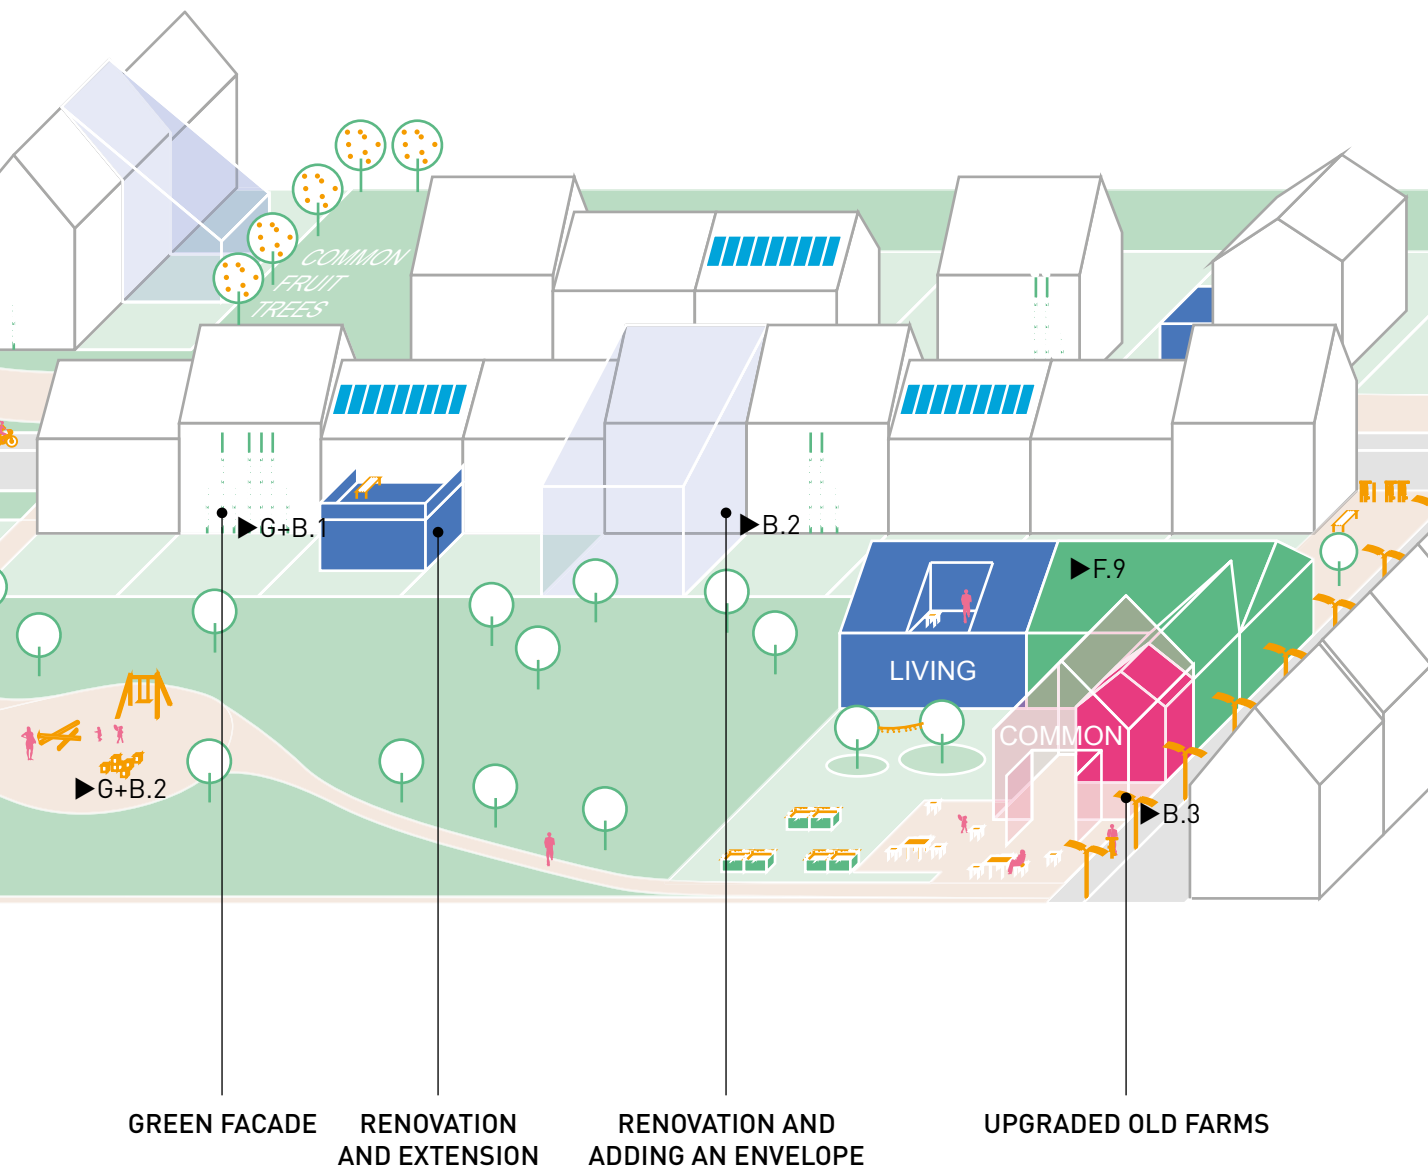 COMMON
FRUIT
TREES
▶G+B.1
▶B.2
▶F.9
LIVING
COMMON
▶G+B.2
▶B.3
GREEN FACADE
RENOVATION
AND EXTENSION
RENOVATION AND
ADDING AN ENVELOPE
UPGRADED OLD FARMS